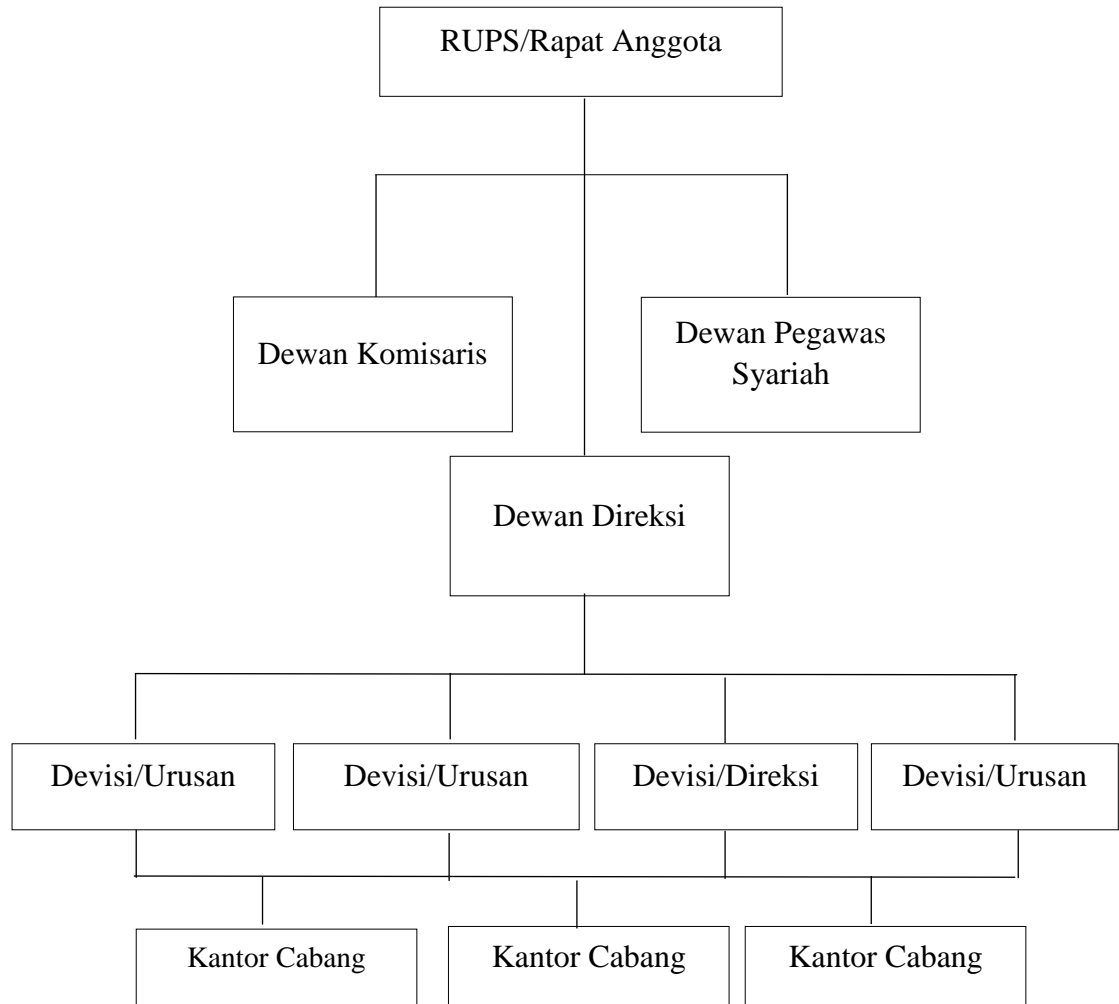 RUPS/Rapat Anggota
Dewan Komisaris
Dewan Pegawas
Syariah
Dewan Direksi
Devisi/Urusan
Devisi/Urusan
Devisi/Direksi
Devisi/Urusan
Kantor Cabang
Kantor Cabang
Kantor Cabang